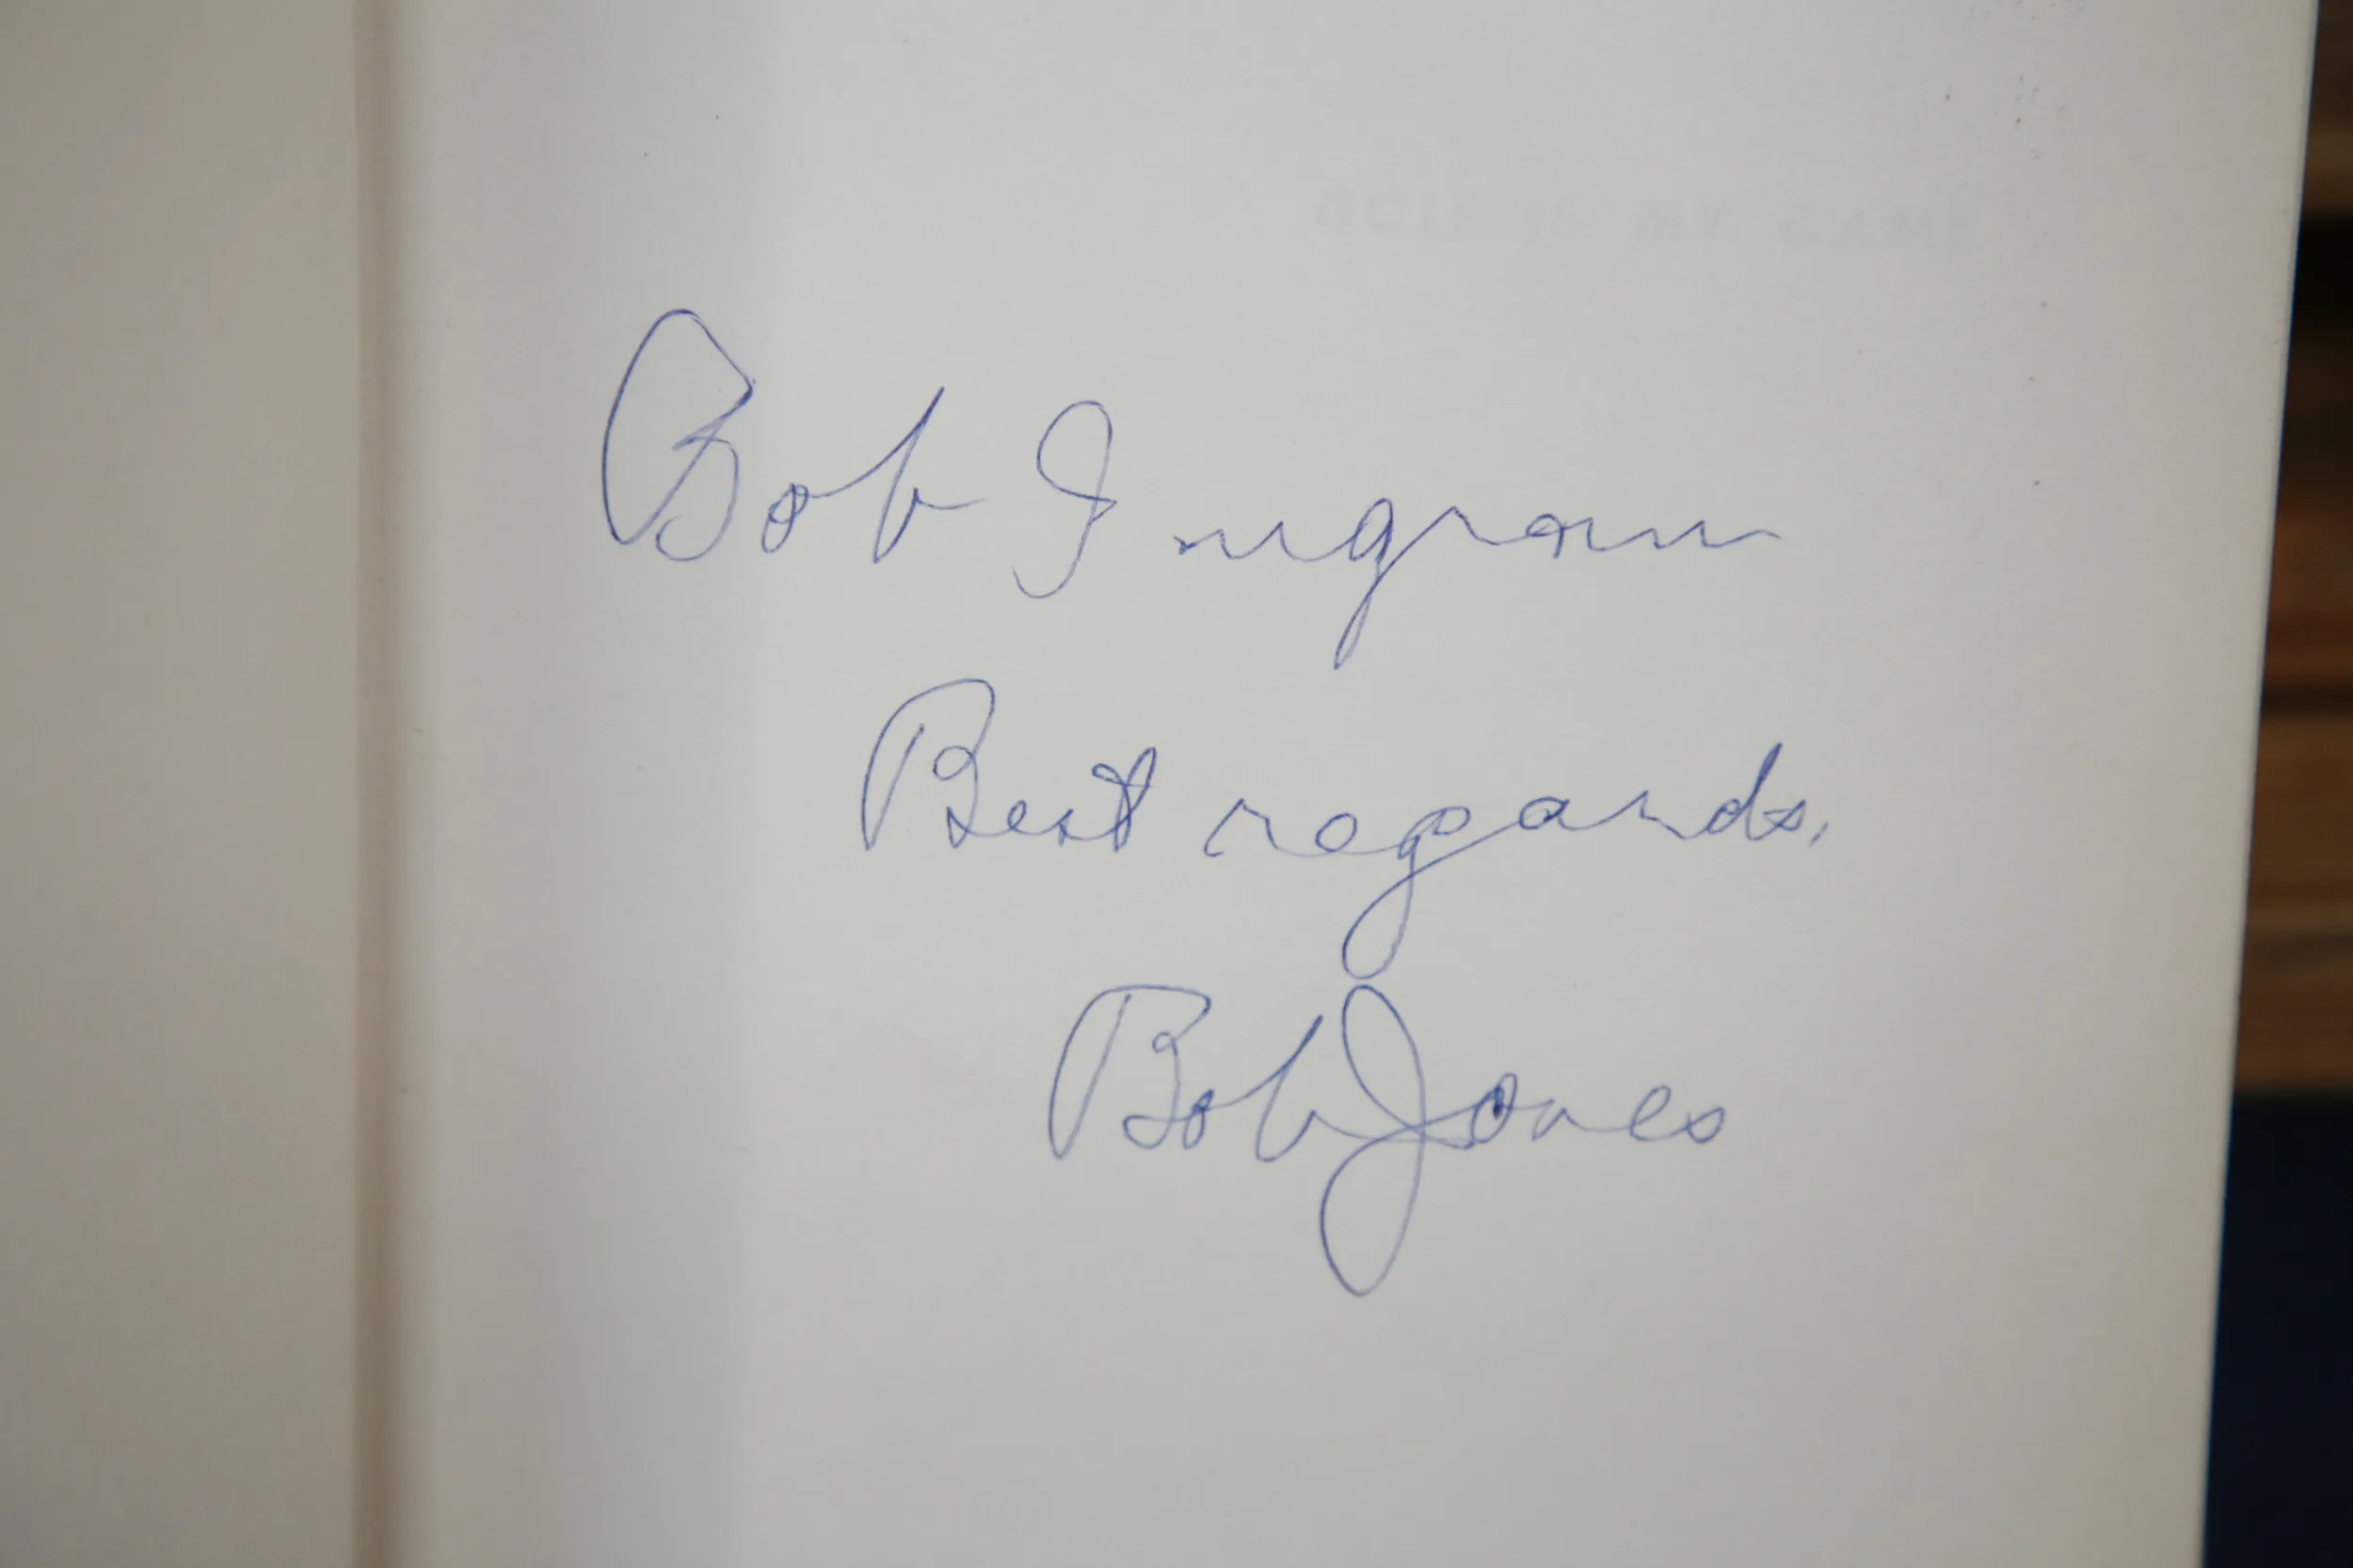 Bob Ingram
Best regards,
Bob Jones